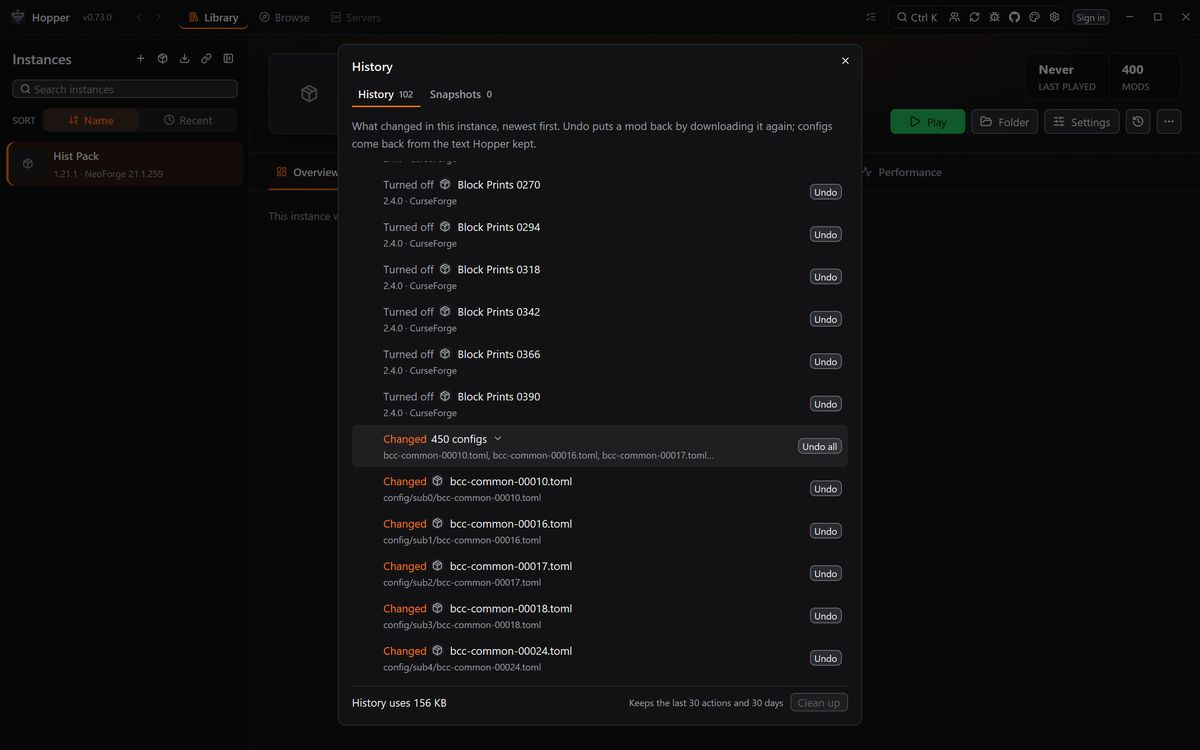 Hopper v0.73.0
Library
Browse
Servers
Ctrl K
Sign in
Instances
Search instances
SORT Name Recent
Hist Pack
1.21.1 · NeoForge 21.1.259
Never
LAST PLAYED
400
MODS
Play
Folder
Settings
Overview
Performance
This instance
History
History 102
Snapshots 0
What changed in this instance, newest first. Undo puts a mod back by downloading it again; configs
come back from the text Hopper kept.
Turned off Block Prints 0270
2.4.0 · CurseForge
Undo
Turned off Block Prints 0294
2.4.0 · CurseForge
Undo
Turned off Block Prints 0318
2.4.0 · CurseForge
Undo
Turned off Block Prints 0342
2.4.0 · CurseForge
Undo
Turned off Block Prints 0366
2.4.0 · CurseForge
Undo
Turned off Block Prints 0390
2.4.0 · CurseForge
Undo
Changed 450 configs
bcc-common-00010.toml, bcc-common-00016.toml, bcc-common-00017.toml...
Undo all
Changed bcc-common-00010.toml
config/sub0/bcc-common-00010.toml
Undo
Changed bcc-common-00016.toml
config/sub1/bcc-common-00016.toml
Undo
Changed bcc-common-00017.toml
config/sub2/bcc-common-00017.toml
Undo
Changed bcc-common-00018.toml
config/sub3/bcc-common-00018.toml
Undo
Changed bcc-common-00024.toml
config/sub4/bcc-common-00024.toml
Undo
History uses 156 KB
Keeps the last 30 actions and 30 days
Clean up